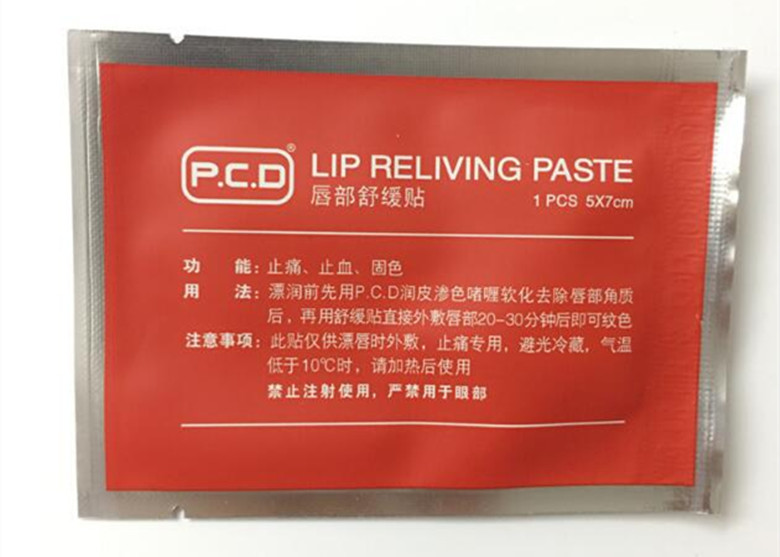 P.C.D® LIP RELIVING PASTE
唇部舒缓贴 1 PCS 5X7cm
功 能：止痛、止血、固色
用 法：漂润前先用P.C.D润皮渗色啫喱软化去除唇部角质
后，再用舒缓贴直接外敷唇部20-30分钟后即可纹色
注意事项：此贴仅供漂唇时外敷，止痛专用，避光冷藏，气温
低于10℃时，请加热后使用
禁止注射使用，严禁用于眼部